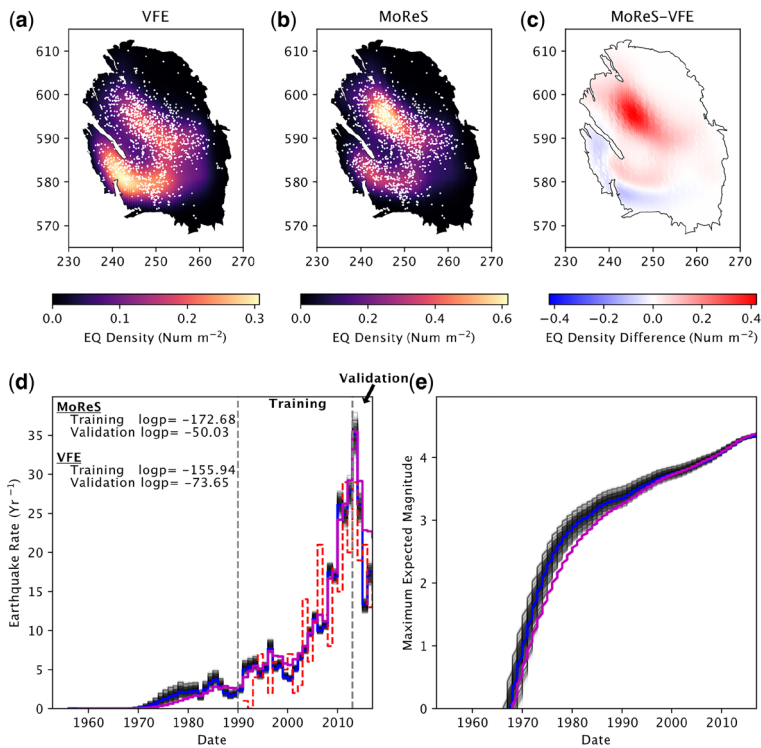 (a) VFE (b) MoReS (c) MoReS−VFE
610 610 610
600 600 600
590 590 590
580 580 580
570 570 570
230 240 250 260 270 230 240 250 260 270 230 240 250 260 270
0.0 0.1 0.2 0.3 0.0 0.2 0.4 0.6 −0.4 −0.2 0.0 0.2 0.4
EQ Density (Num m−2) EQ Density (Num m−2) EQ Density Difference (Num m−2)
(d) Validation (e)
MoReS Training
Training logp= −172.68
Validation logp= −50.03
VFE
Training logp= −155.94
Validation logp= −73.65
35
30
25
20
15
10
5
0
Earthquake Rate (Yr −1)
1960 1970 1980 1990 2000 2010
Date
4
3
2
4
0
Maximum Expected Magnitude
1960 1970 1980 1990 2000 2010
Date